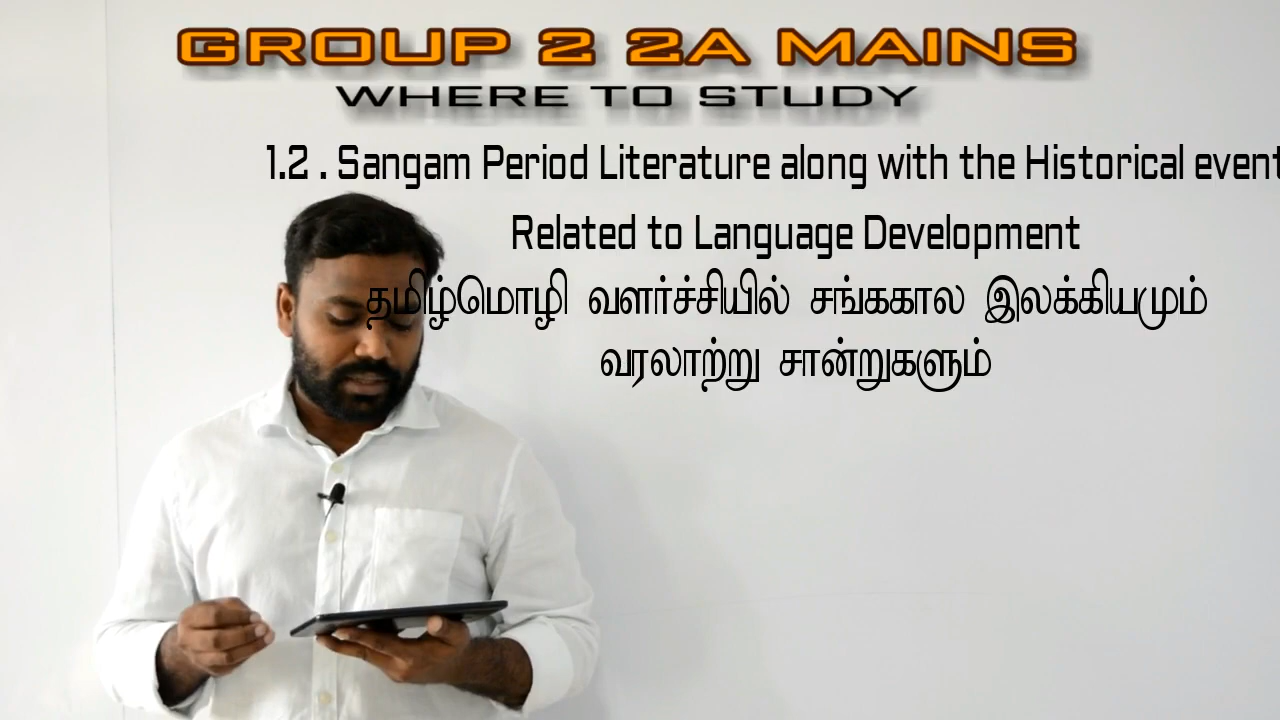 GROUP 2 2A MAINS
WHERE TO STUDY
1.2 . Sangam Period Literature along with the Historical event
Related to Language Development
தமிழ்மொழி வளர்ச்சியில் சங்ககால இலக்கியமும்
வரலாற்று சான்றுகளும்